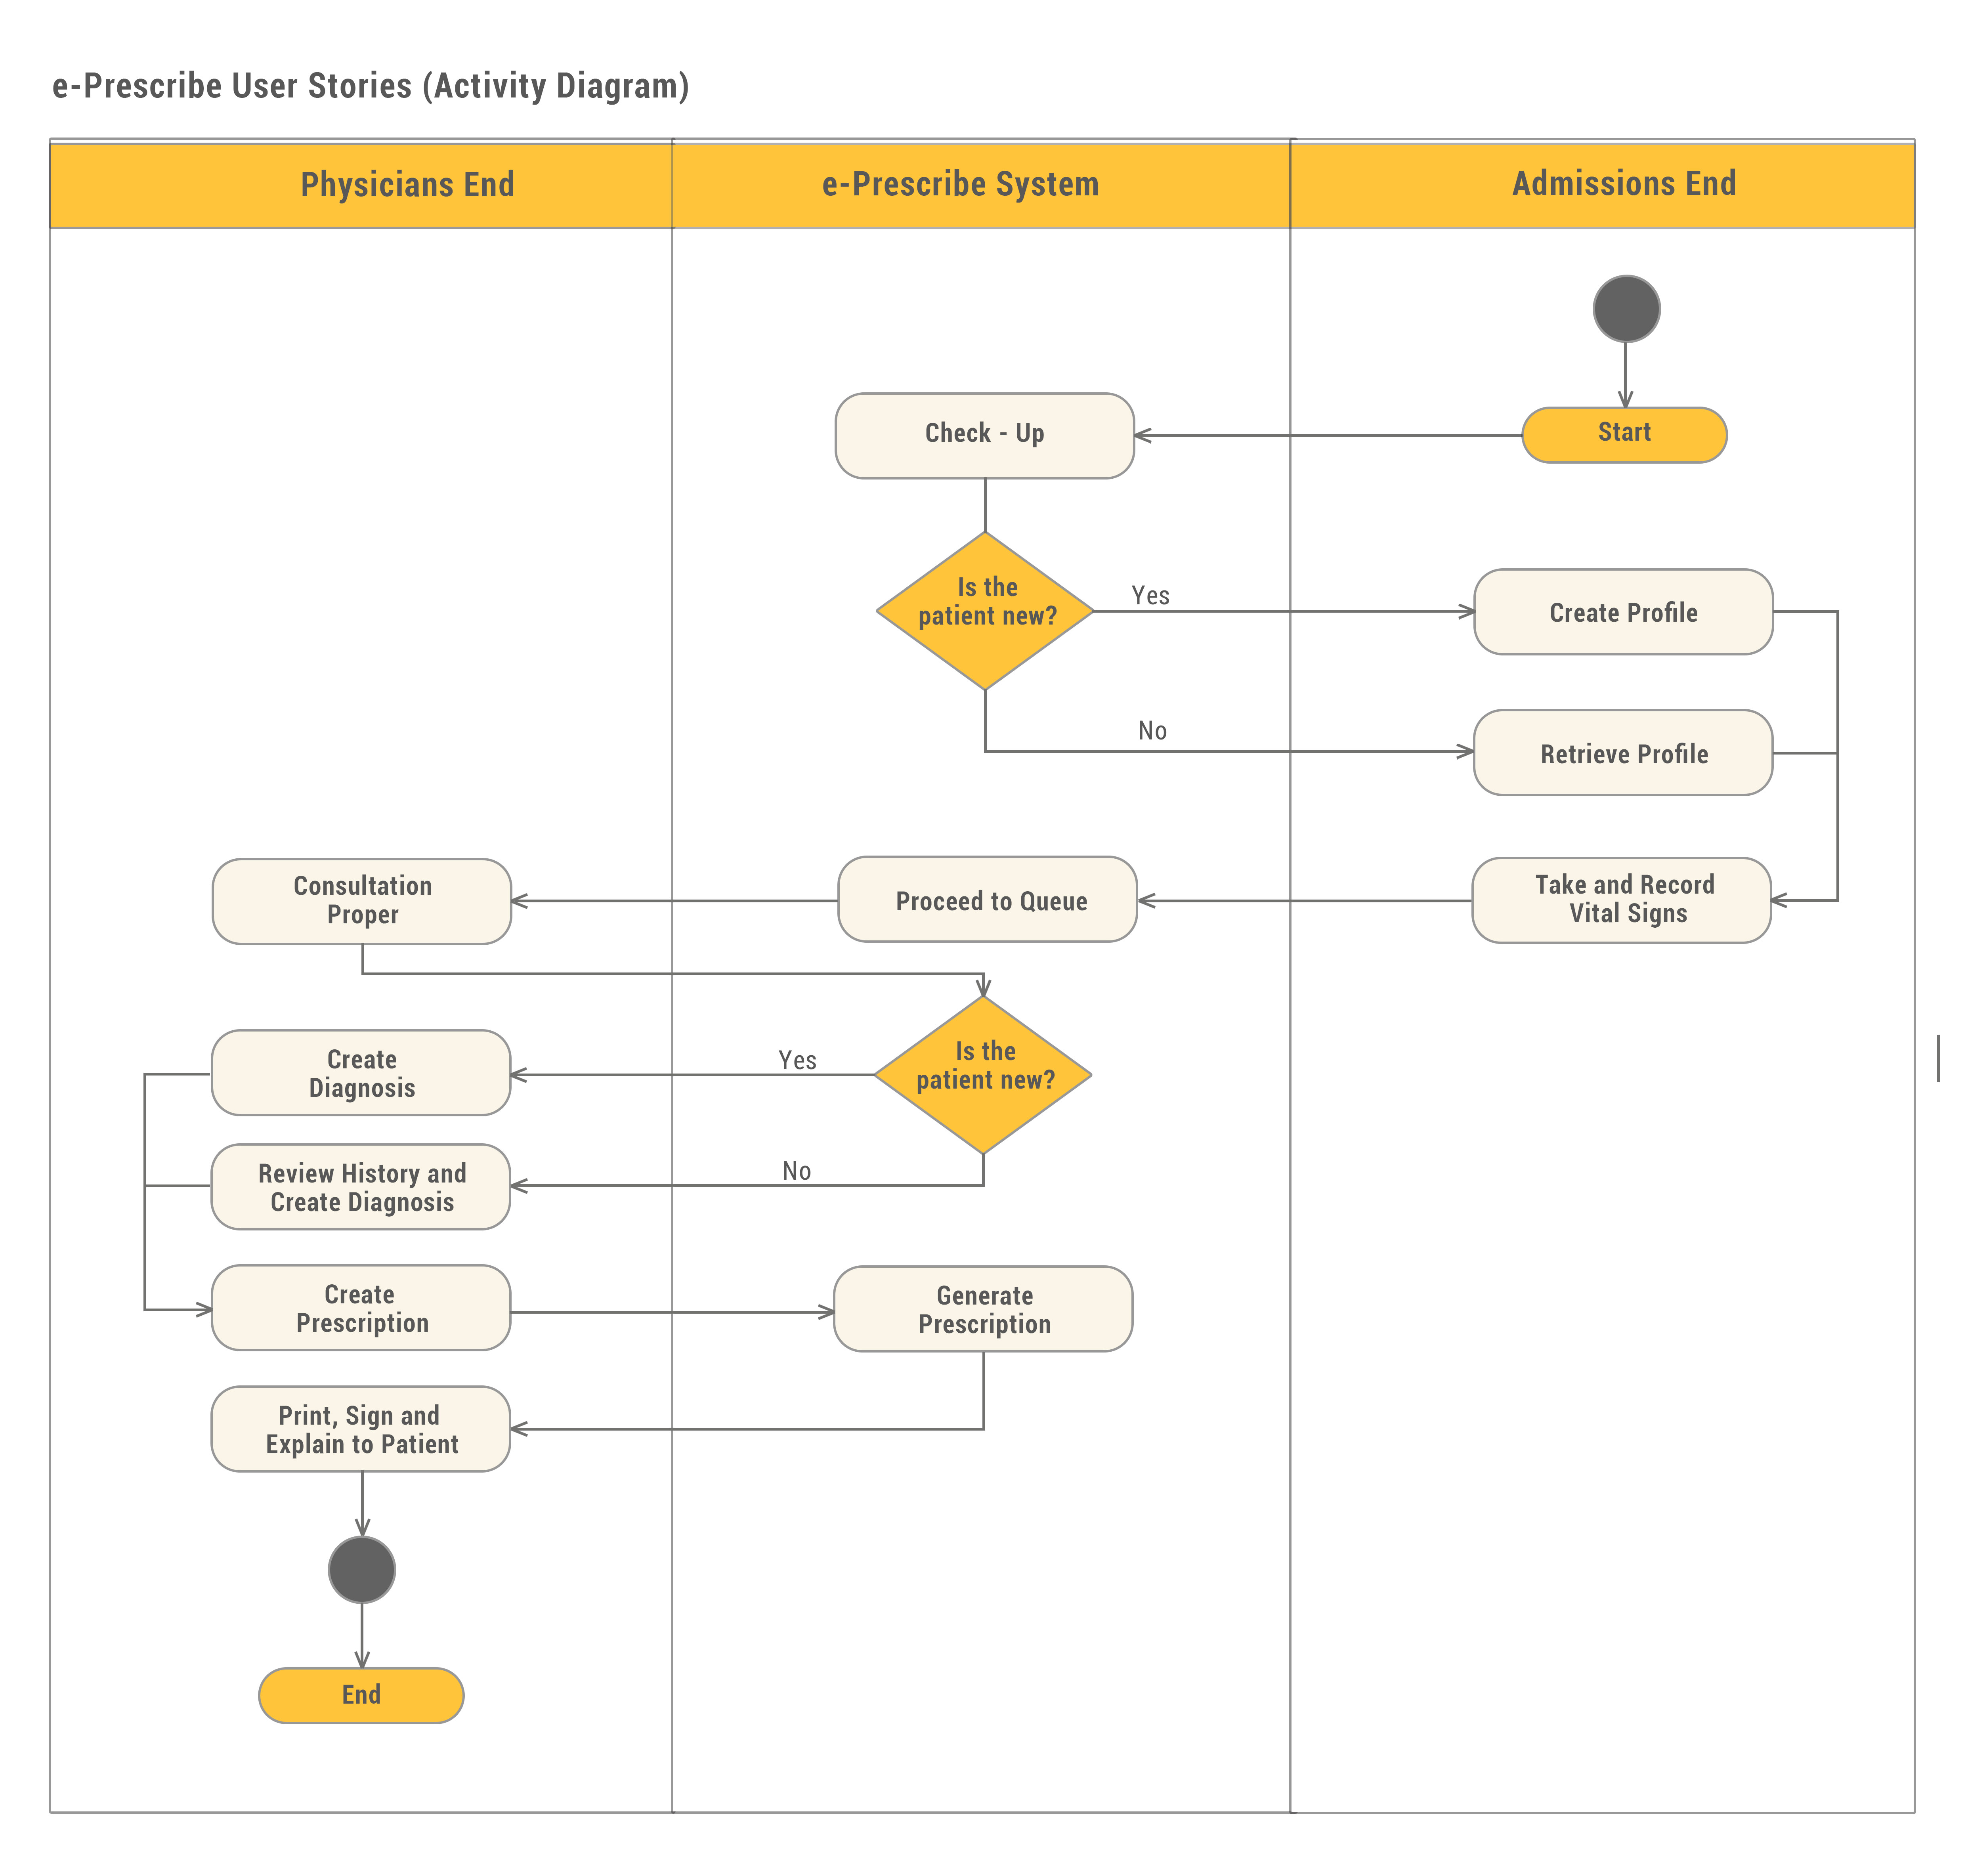 e-Prescribe User Stories (Activity Diagram)
Physicians End
e-Prescribe System
Admissions End
Start
Check - Up
Is the
patient new?
Yes
Create Profile
No
Retrieve Profile
Consultation
Proper
Proceed to Queue
Take and Record
Vital Signs
Is the
patient new?
Yes
Create
Diagnosis
No
Review History and
Create Diagnosis
Create
Prescription
Generate
Prescription
Print, Sign and
Explain to Patient
End